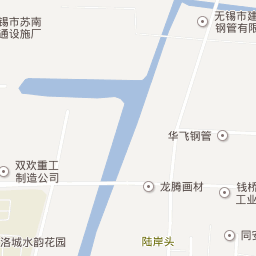 无锡市建
钢管有限
锡市苏南
通设施厂
华飞钢管
双欢重工
制造公司
龙腾画材
钱桥
工业
洛城水韵花园
陆岸头
同安